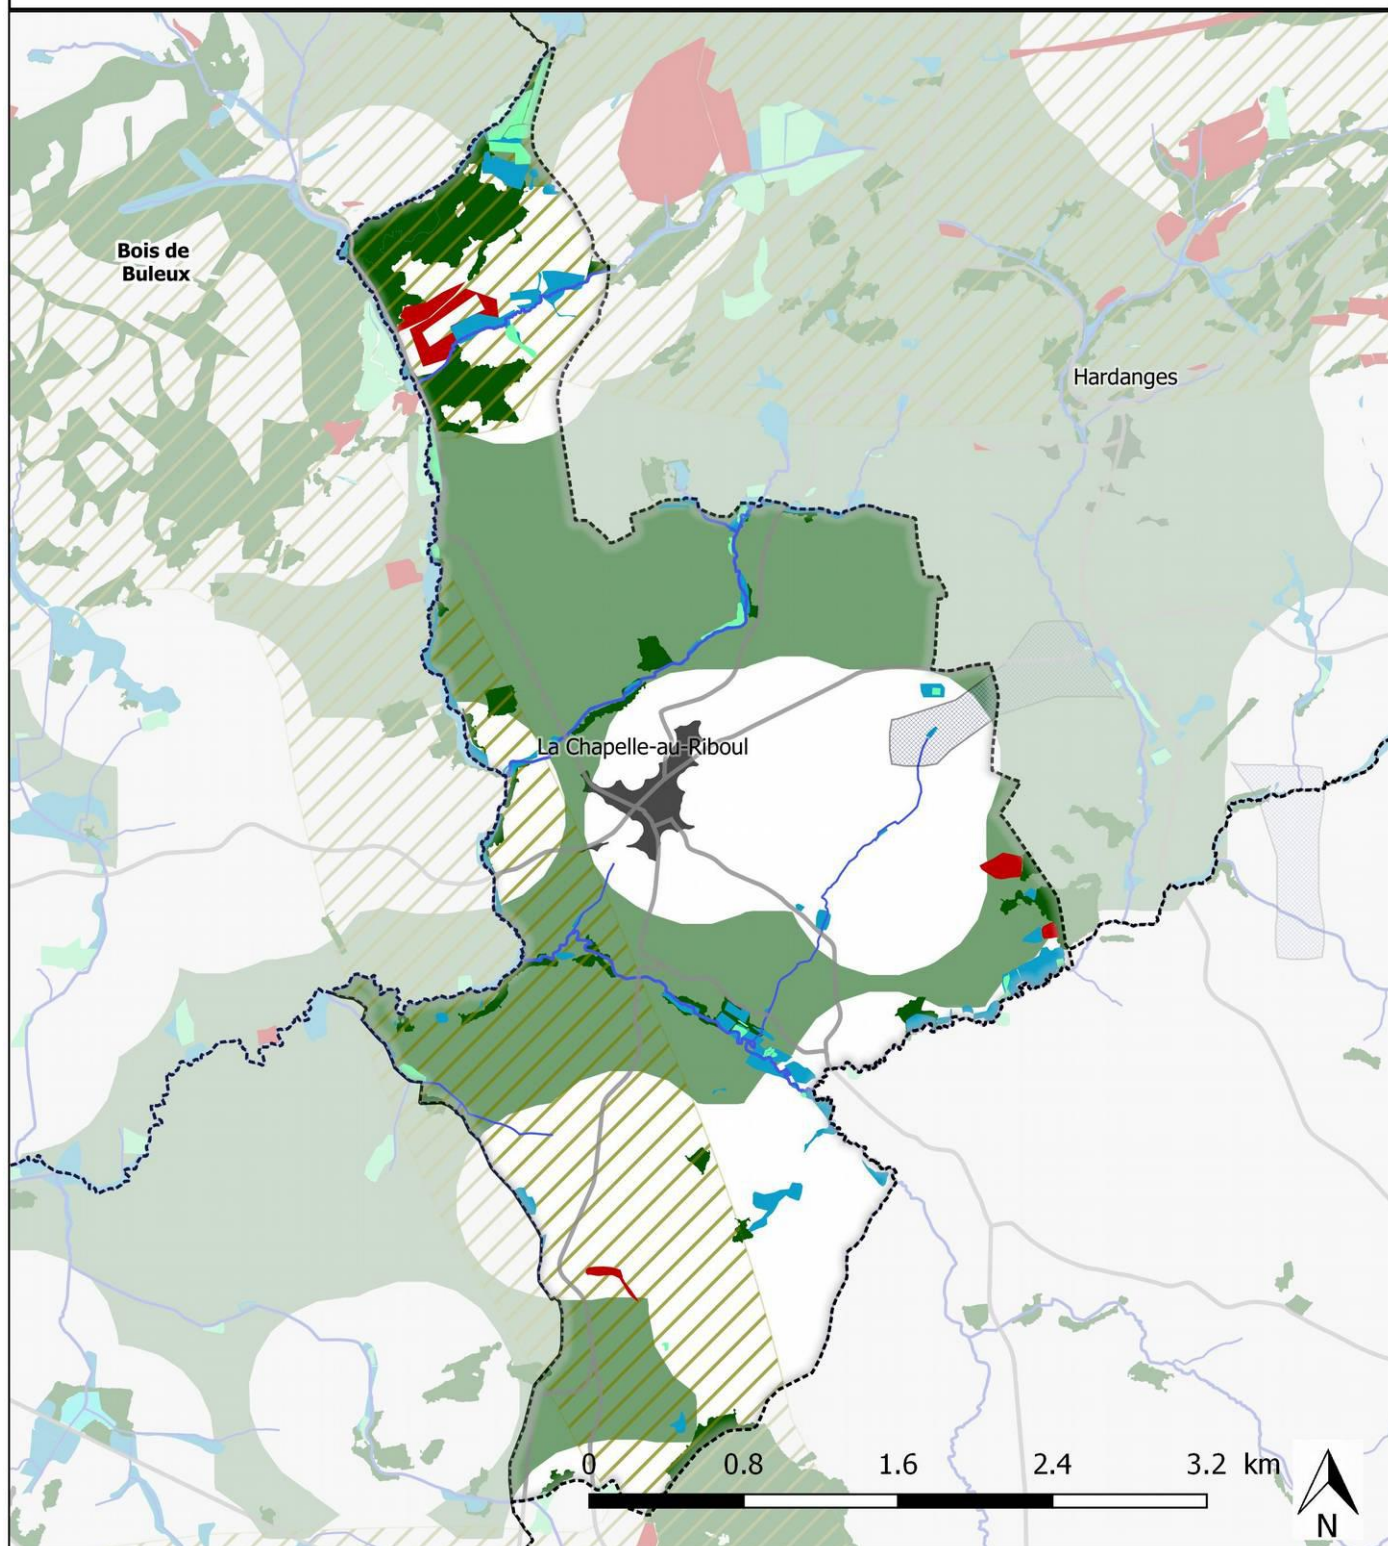 Bois de
Buleux
Hardanges
La Chapelle-au-Riboul
0 0.8 1.6 2.4 3.2 km
N